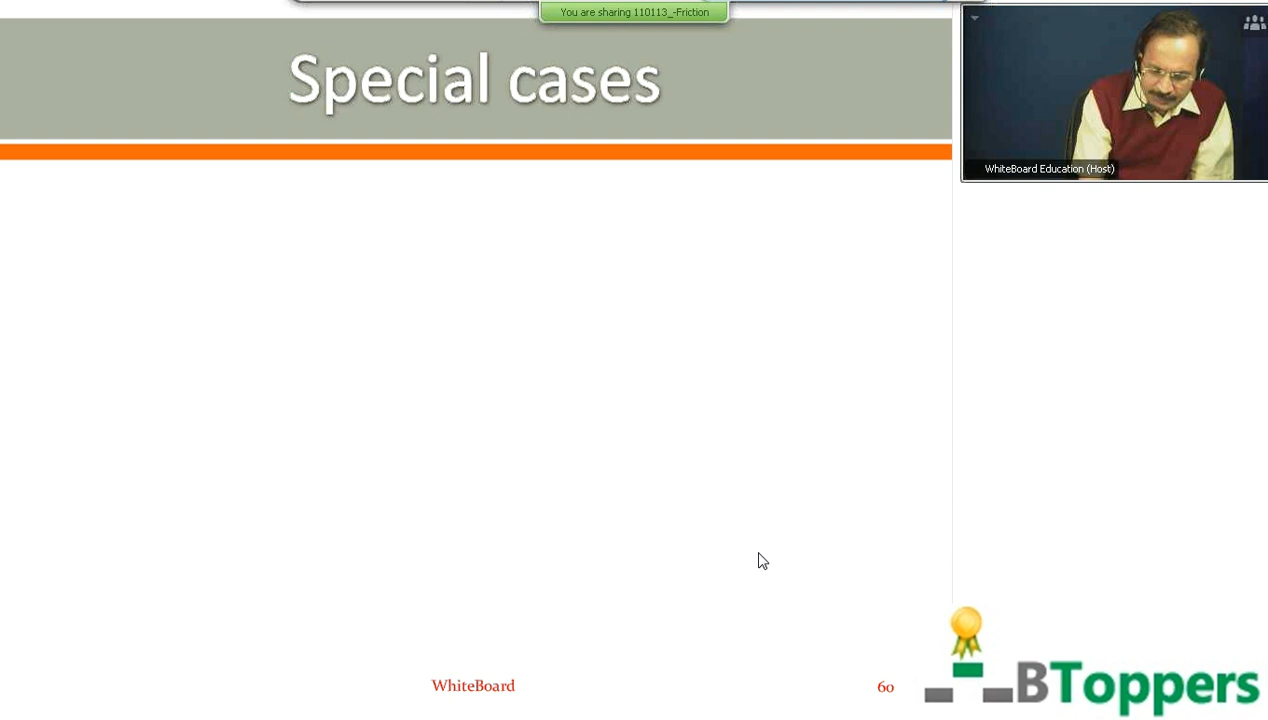 You are sharing 110113_-Friction
Special cases
WhiteBoard Education (Host)
WhiteBoard
60
BToppers